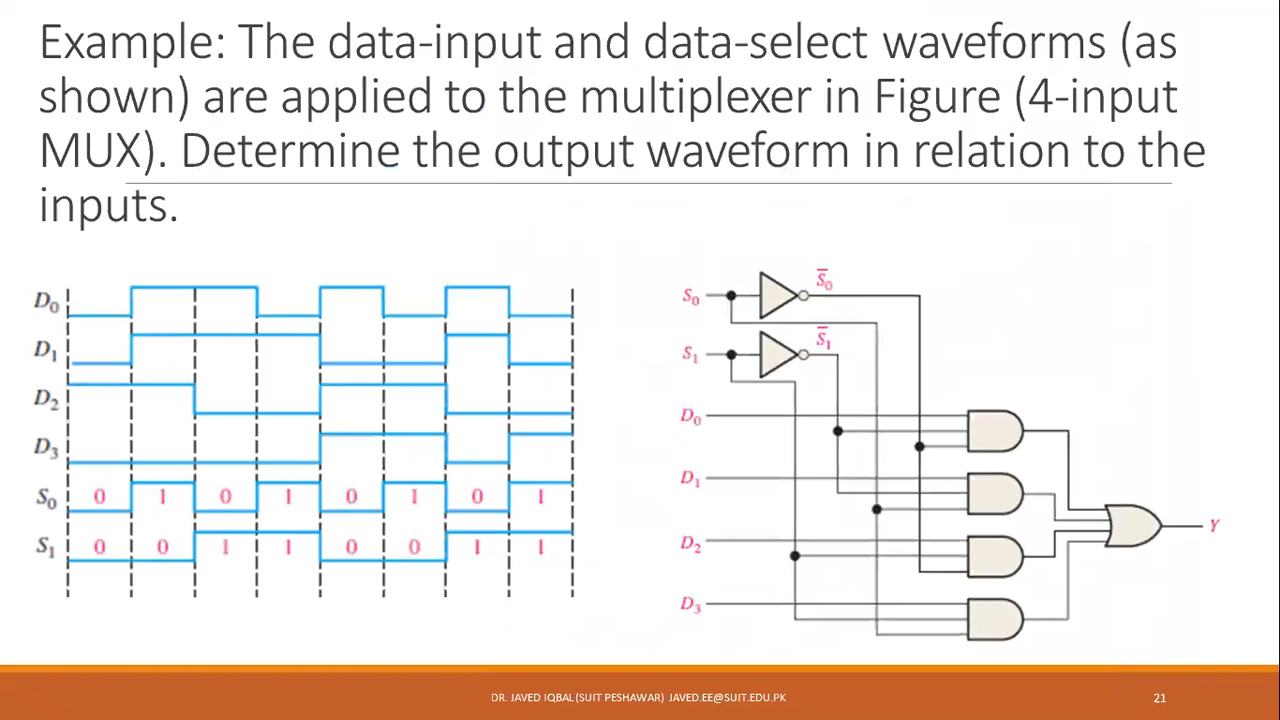 Example: The data-input and data-select waveforms (as
shown) are applied to the multiplexer in Figure (4-input
MUX). Determine the output waveform in relation to the
inputs.
D₀
D₁
D₂
D₃
S₀ 0 1 0 1 0 1 0 1
S₁ 0 0 1 1 0 0 1 1
S₀ S̅₀
S₁ S̅₁
D₀
D₁
D₂
D₃
Y
DR. JAVED IQBAL (SUIT PESHAWAR) JAVED.EE@SUIT.EDU.PK 21